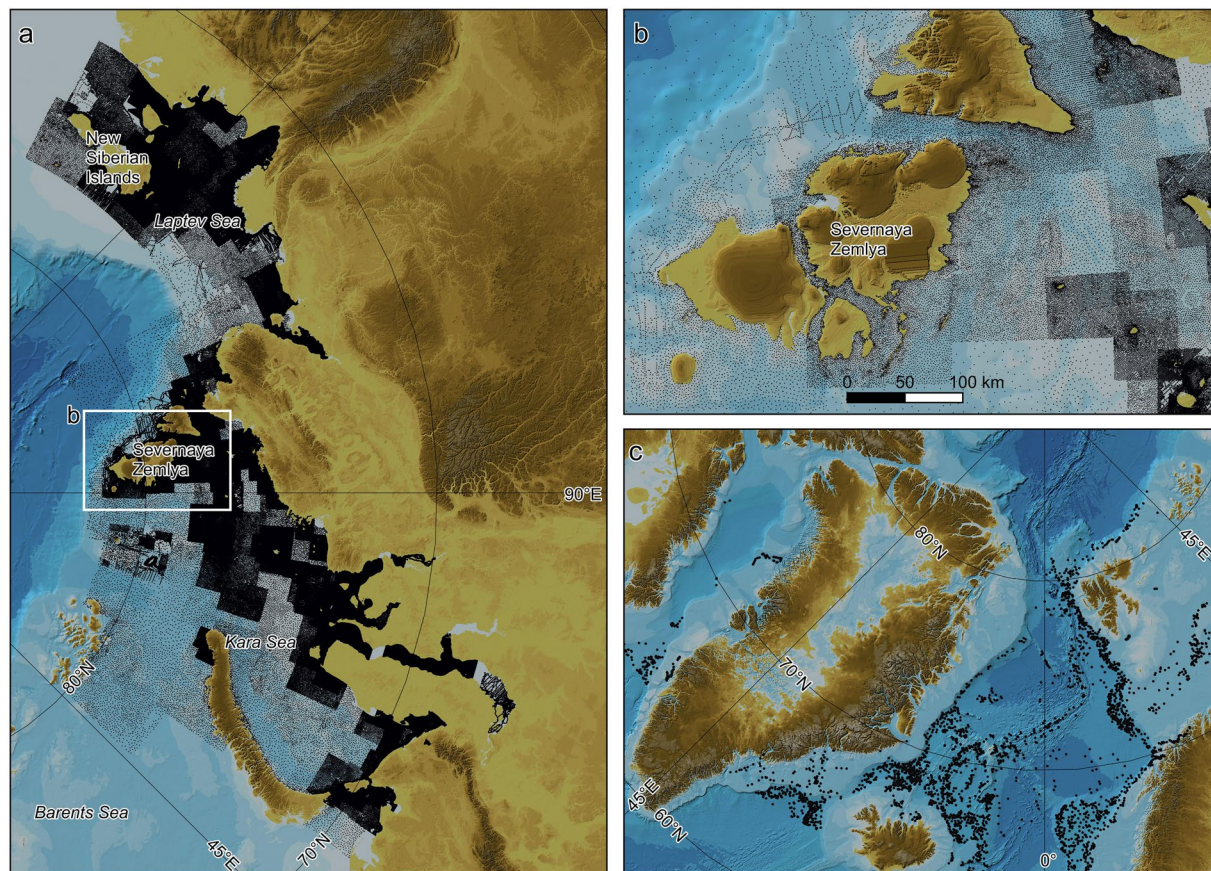 a
New
Siberian
Islands
Laptev Sea
b
Severnaya
Zemlya
90°E
Kara Sea
80°N
Barents Sea
45°E
70°N
b
Severnaya
Zemlya
0 50 100 km
c
80°N
45°E
70°N
45°E
60°N
0°